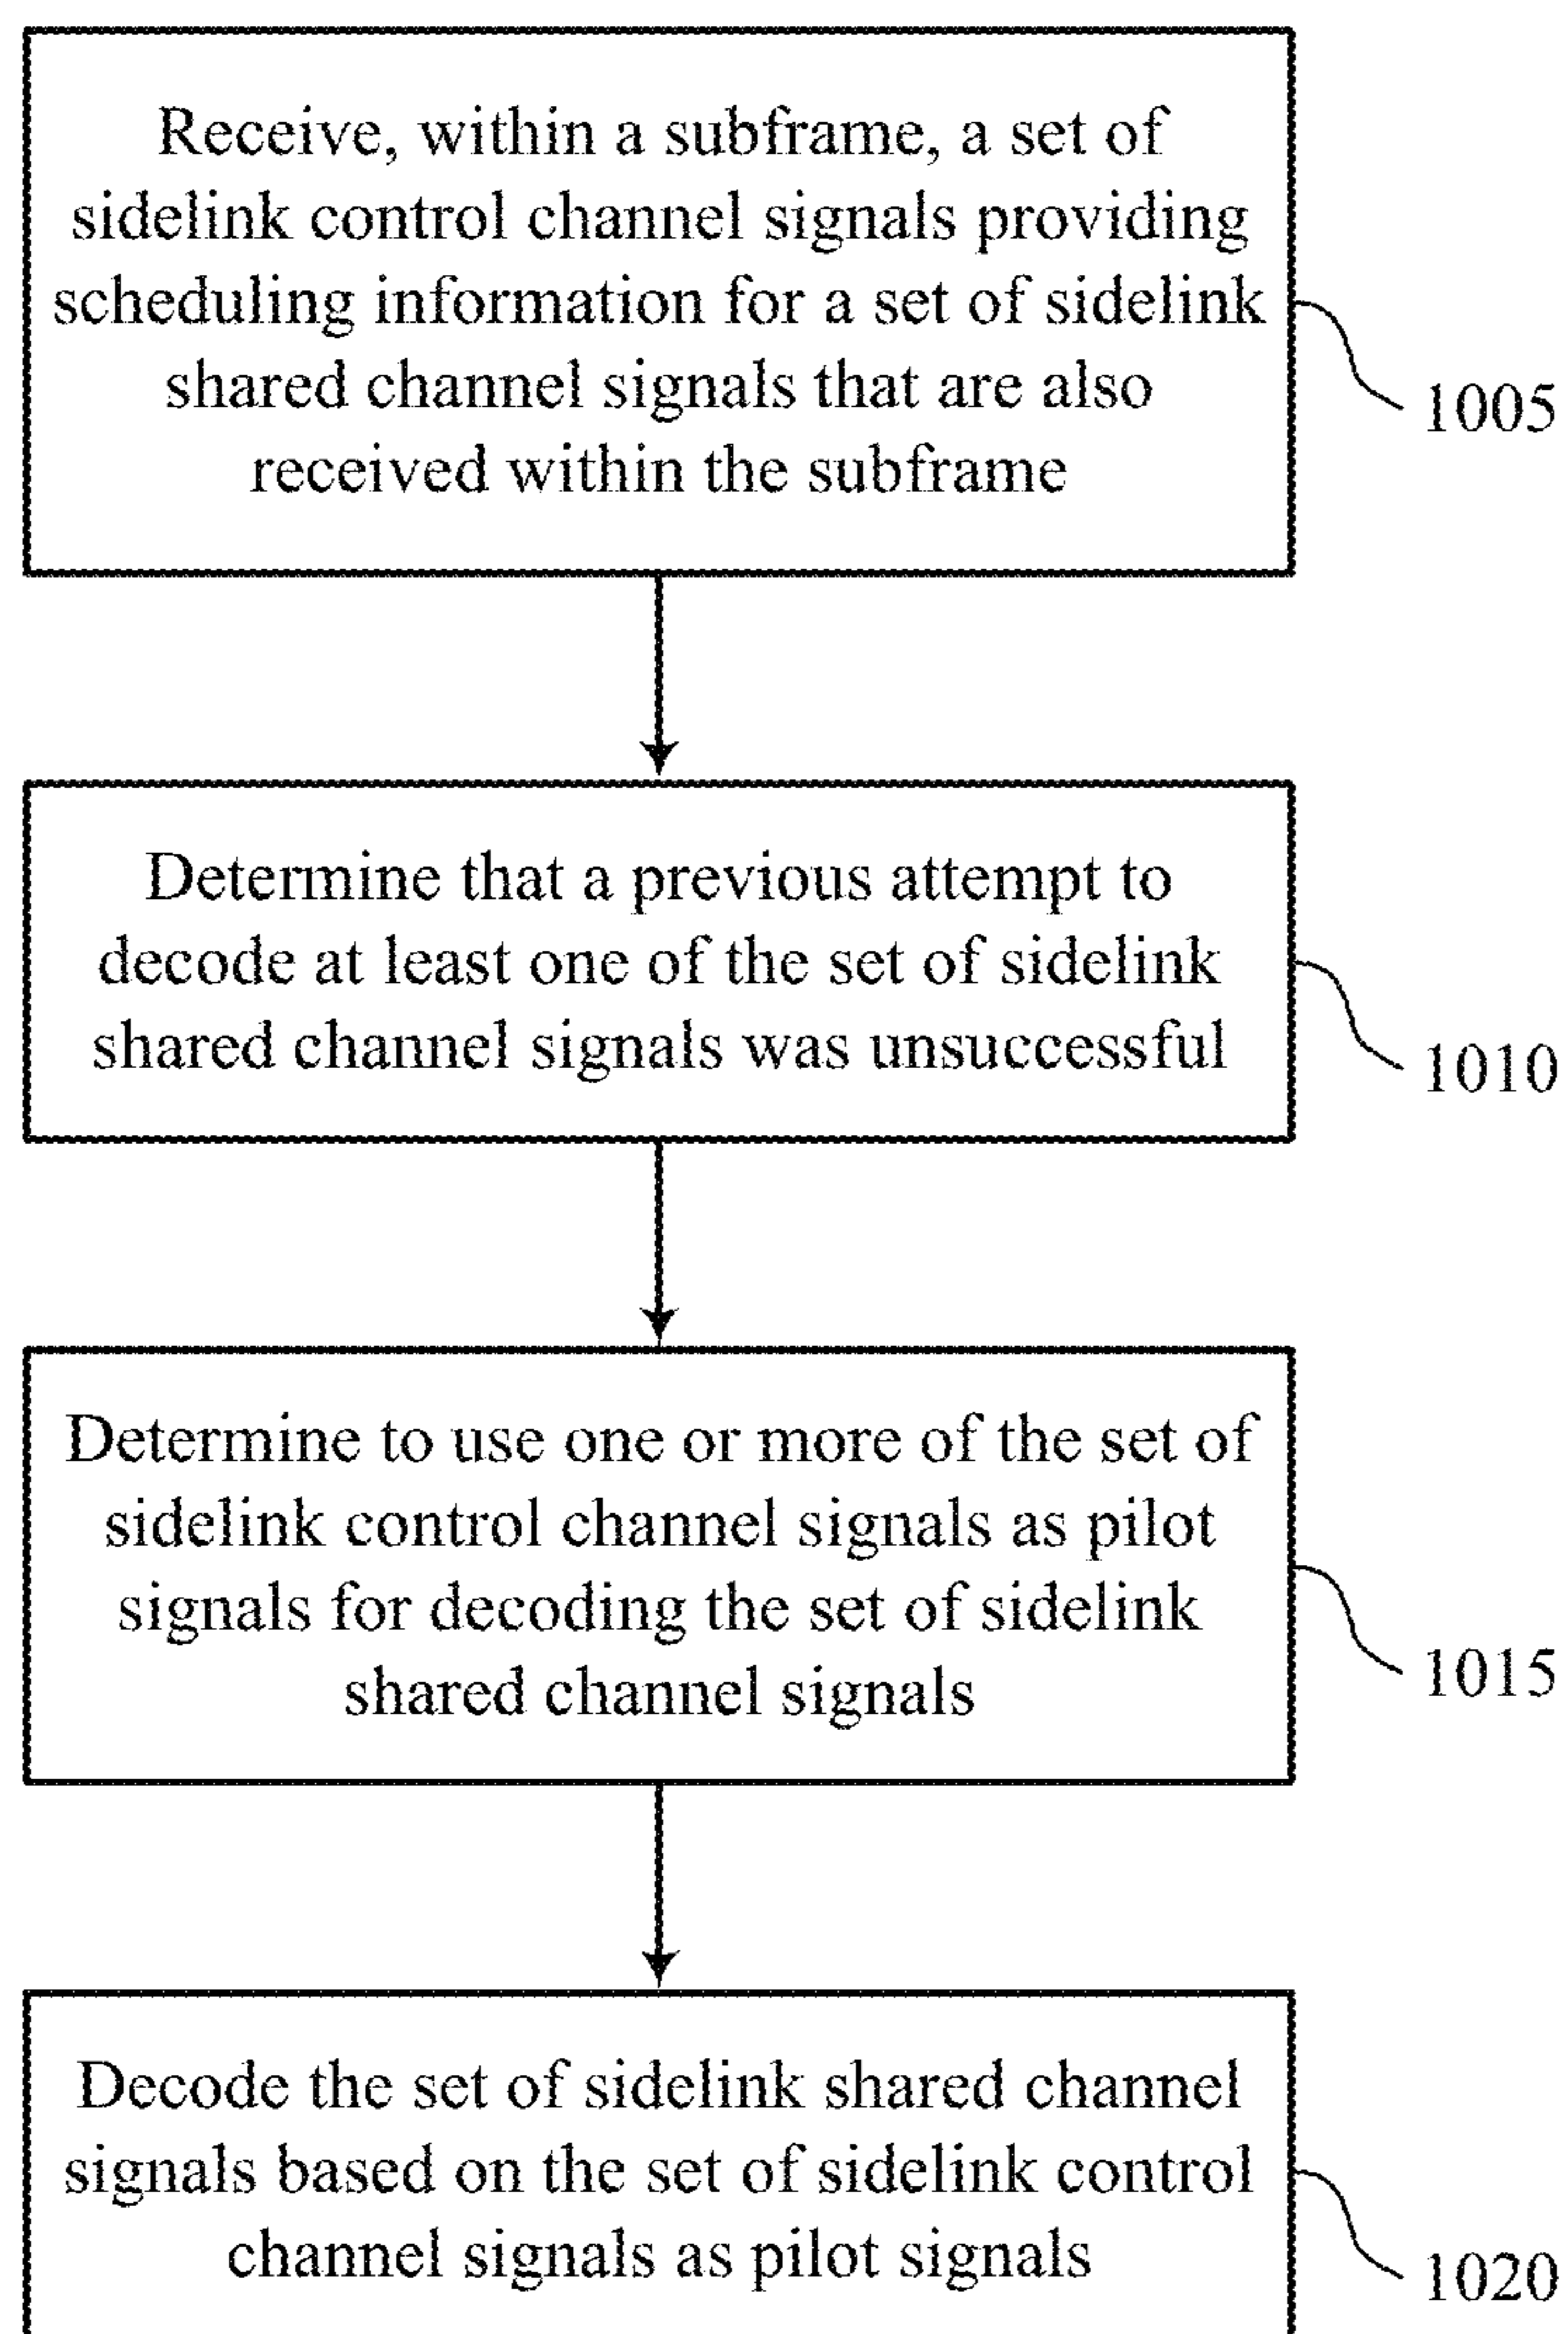 Receive, within a subframe, a set of
sidelink control channel signals providing
scheduling information for a set of sidelink
shared channel signals that are also
received within the subframe
1005
Determine that a previous attempt to
decode at least one of the set of sidelink
shared channel signals was unsuccessful
1010
Determine to use one or more of the set of
sidelink control channel signals as pilot
signals for decoding the set of sidelink
shared channel signals
1015
Decode the set of sidelink shared channel
signals based on the set of sidelink control
channel signals as pilot signals
1020